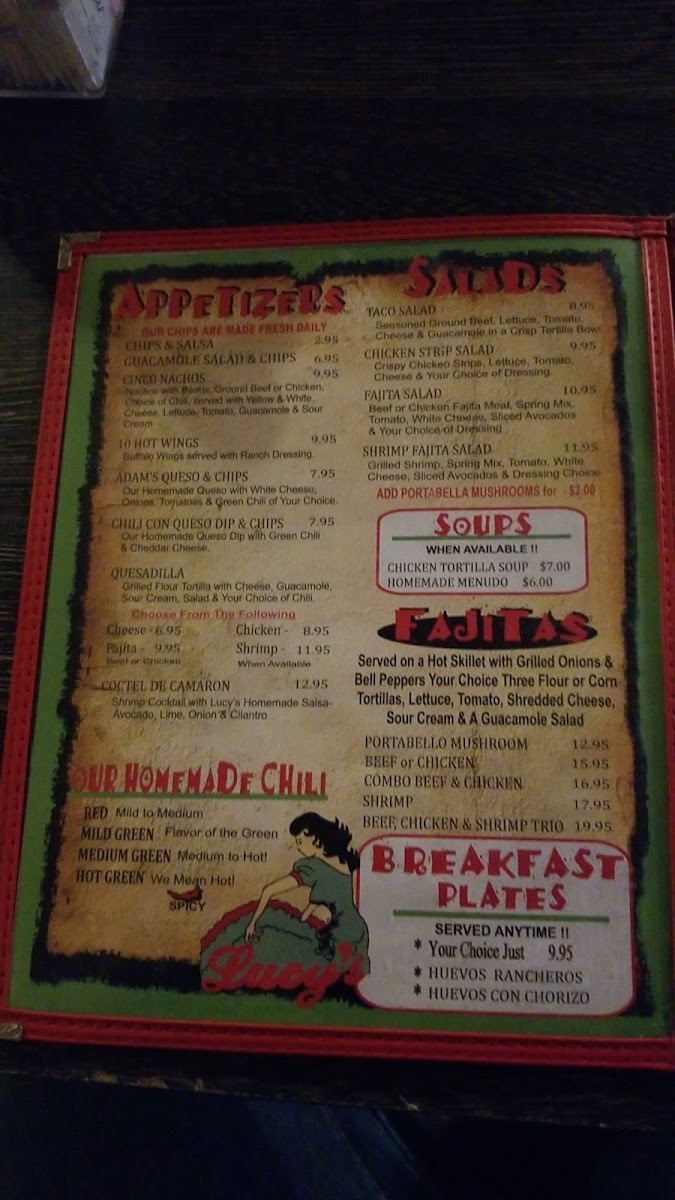 APPETIZERS
OUR CHIPS ARE MADE FRESH DAILY
CHIPS & SALSA 2.95
GUACAMOLE SALAD & CHIPS 6.95
CINCO NACHOS 9.95
Nachos with Beans, Ground Beef or Chicken,
Choice of Chili, served with Yellow & White
Cheese, Lettuce, Tomato, Guacamole & Sour
Cream
10 HOT WINGS 9.95
Buffalo Wings served with Ranch Dressing.
ADAM'S QUESO & CHIPS 7.95
Our Homemade Queso with White Cheese,
Onions, Tomatoes & Green Chili of Your Choice.
CHILI CON QUESO DIP & CHIPS 7.95
Our Homemade Queso Dip with Green Chili
& Cheddar Cheese.
QUESADILLA
Grilled Flour Tortilla with Cheese, Guacamole,
Sour Cream, Salad & Your Choice of Chili.
Choose From The Following
Cheese - 6.95 Chicken - 8.95
Fajita - 9.95 Shrimp - 11.95
Beef or Chicken When Available
COCTEL DE CAMARON 12.95
Shrimp Cocktail with Lucy's Homemade Salsa-
Avocado, Lime, Onion & Cilantro
OUR HOMEMADE CHILI
RED Mild to Medium
MILD GREEN Flavor of the Green
MEDIUM GREEN Medium to Hot!
HOT GREEN We Mean Hot!
SPICY
Lucy's
SALADS
TACO SALAD 8.95
Seasoned Ground Beef, Lettuce, Tomato,
Cheese & Guacamole in a Crisp Tortilla Bowl
CHICKEN STRIP SALAD 9.95
Crispy Chicken Strips, Lettuce, Tomato,
Cheese & Your Choice of Dressing.
FAJITA SALAD 10.95
Beef or Chicken Fajita Meat, Spring Mix,
Tomato, White Cheese, Sliced Avocados
& Your Choice of Dressing
SHRIMP FAJITA SALAD 11.95
Grilled Shrimp, Spring Mix, Tomato, White
Cheese, Sliced Avocados & Dressing Choice
ADD PORTABELLA MUSHROOMS for $2.00
SOUPS
WHEN AVAILABLE !!
CHICKEN TORTILLA SOUP $7.00
HOMEMADE MENUDO $6.00
FAJITAS
Served on a Hot Skillet with Grilled Onions &
Bell Peppers Your Choice Three Flour or Corn
Tortillas, Lettuce, Tomato, Shredded Cheese,
Sour Cream & A Guacamole Salad
PORTABELLO MUSHROOM 12.95
BEEF or CHICKEN 15.95
COMBO BEEF & CHICKEN 16.95
SHRIMP 17.95
BEEF, CHICKEN & SHRIMP TRIO 19.95
BREAKFAST
PLATES
SERVED ANYTIME !!
* Your Choice Just 9.95
* HUEVOS RANCHEROS
* HUEVOS CON CHORIZO